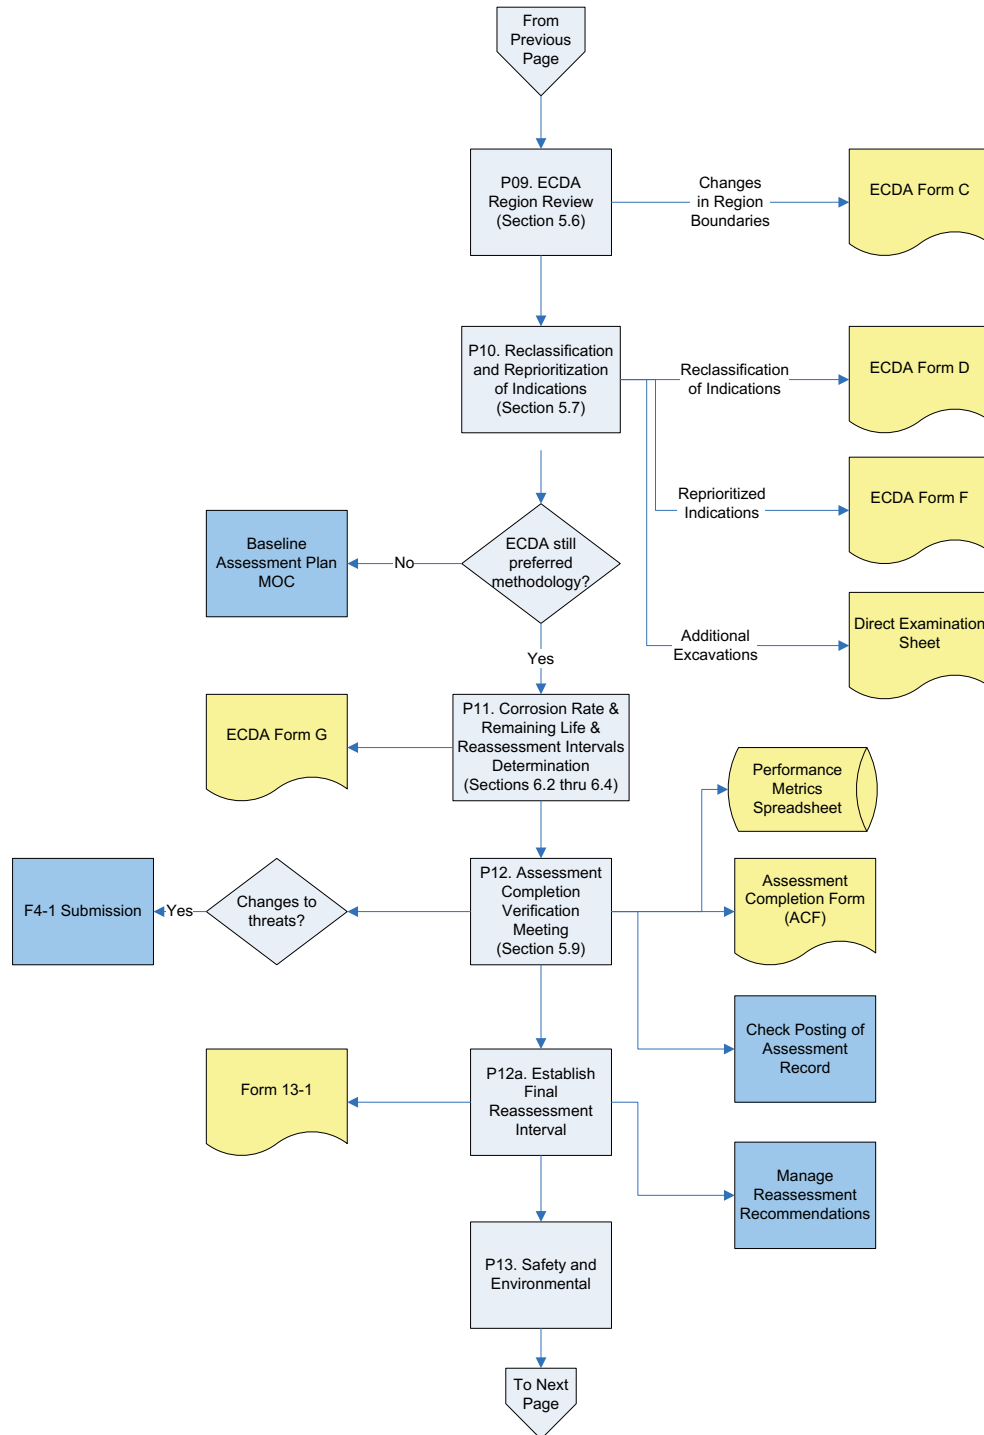 From
Previous
Page
P09. ECDA
Region Review
(Section 5.6)
Changes
in Region
Boundaries
ECDA Form C
P10. Reclassification
and Reprioritization
of Indications
(Section 5.7)
Reclassification
of Indications
ECDA Form D
Reprioritized
Indications
ECDA Form F
Baseline
Assessment Plan
MOC
No
ECDA still
preferred
methodology?
Additional
Excavations
Direct Examination
Sheet
Yes
ECDA Form G
P11. Corrosion Rate &
Remaining Life &
Reassessment Intervals
Determination
(Sections 6.2 thru 6.4)
Performance
Metrics
Spreadsheet
F4-1 Submission
Yes
Changes to
threats?
P12. Assessment
Completion
Verification
Meeting
(Section 5.9)
Assessment
Completion Form
(ACF)
Check Posting of
Assessment
Record
Form 13-1
P12a. Establish
Final
Reassessment
Interval
Manage
Reassessment
Recommendations
P13. Safety and
Environmental
To Next
Page